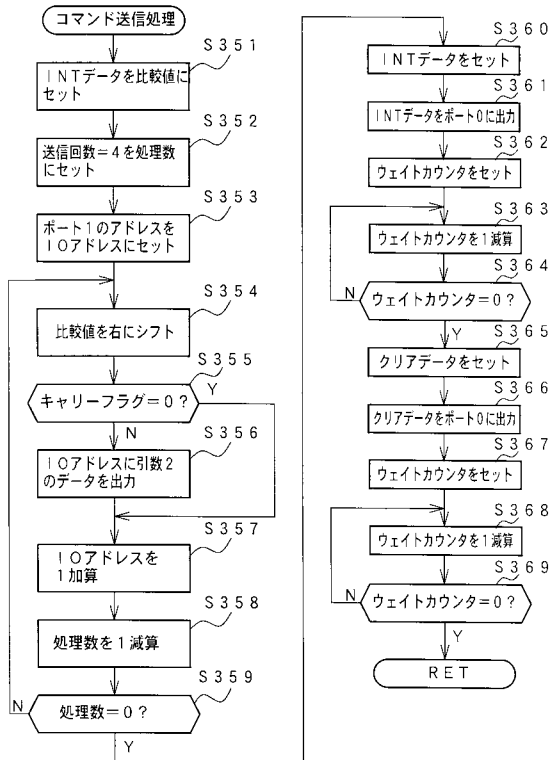 コマンド送信処理
S351
INTデータを比較値に
セット
S352
送信回数=4を処理数
にセット
S353
ポート1のアドレスを
IOアドレスにセット
S354
比較値を右にシフト
S355
キャリーフラグ=0?
Y
N
S356
IOアドレスに引数2
のデータを出力
S357
IOアドレスを
1加算
S358
処理数を1減算
S359
処理数=0?
N
Y
S360
INTデータをセット
S361
INTデータをポート0に出力
S362
ウェイトカウンタをセット
S363
ウェイトカウンタを1減算
S364
ウェイトカウンタ=0?
N
Y
S365
クリアデータをセット
S366
クリアデータをポート0に出力
S367
ウェイトカウンタをセット
S368
ウェイトカウンタを1減算
S369
ウェイトカウンタ=0?
N
Y
RET